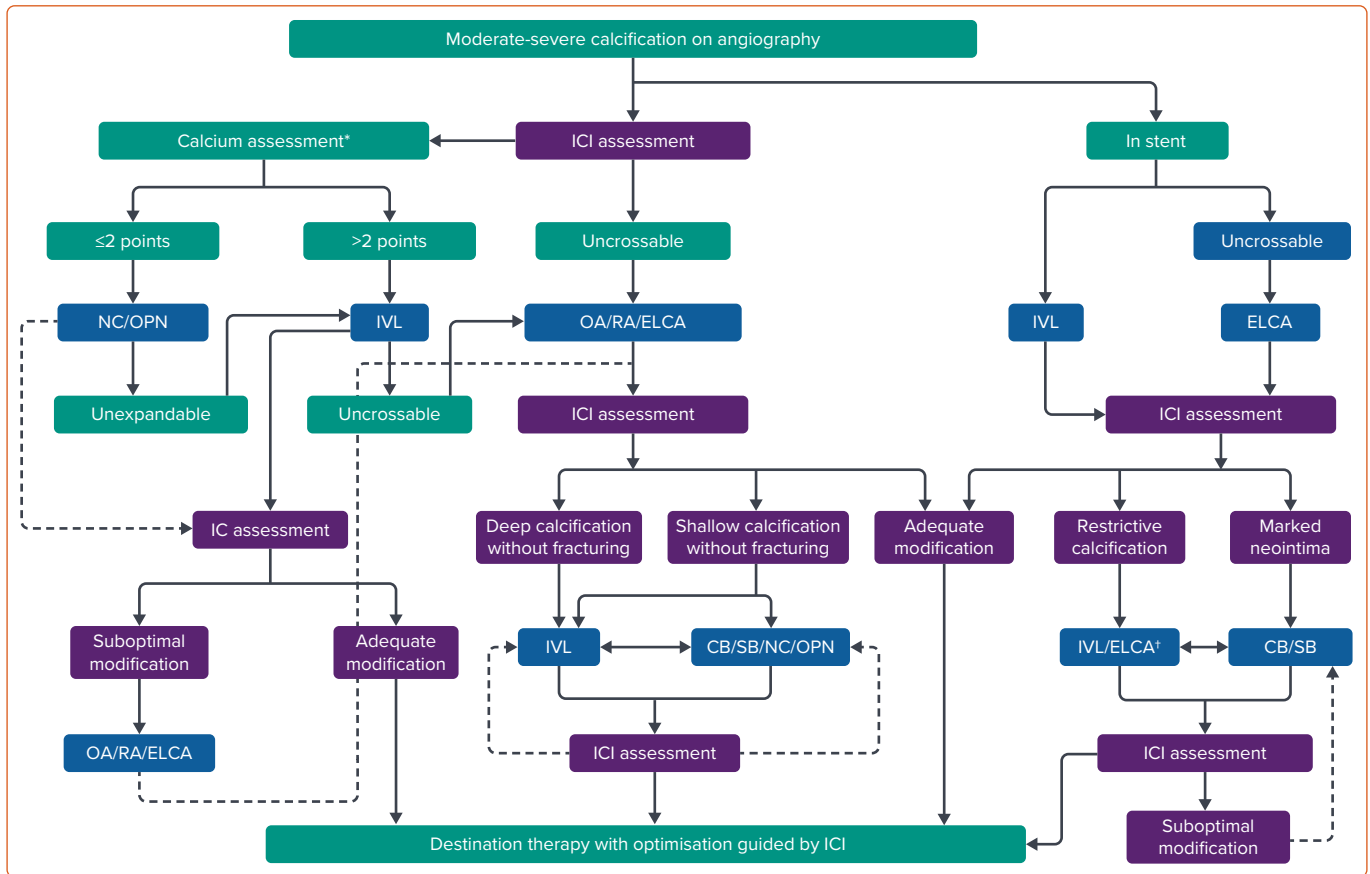 Moderate-severe calcification on angiography
Calcium assessment*
ICI assessment
In stent
≤2 points
>2 points
Uncrossable
Uncrossable
NC/OPN
IVL
OA/RA/ELCA
IVL
ELCA
Unexpandable
Uncrossable
ICI assessment
ICI assessment
IC assessment
Deep calcification
without fracturing
Shallow calcification
without fracturing
Adequate
modification
Restrictive
calcification
Marked
neointima
Suboptimal
modification
Adequate
modification
IVL
CB/SB/NC/OPN
IVL/ELCA†
CB/SB
OA/RA/ELCA
ICI assessment
ICI assessment
Destination therapy with optimisation guided by ICI
Suboptimal
modification